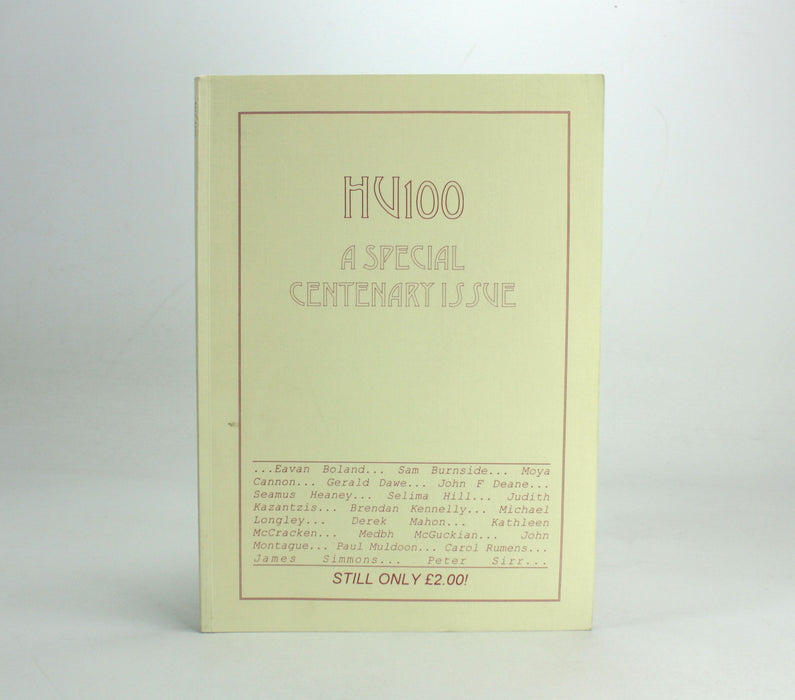 HU100
A SPECIAL
CENTENARY ISSUE
...Eavan Boland... Sam Burnside... Moya
Cannon... Gerald Dawe... John F Deane...
Seamus Heaney... Selima Hill... Judith
Kazantzis... Brendan Kennelly... Michael
Longley... Derek Mahon... Kathleen
McCracken... Medbh McGuckian... John
Montague... Paul Muldoon... Carol Rumens...
James Simmons... Peter Sirr...
STILL ONLY £2.00!